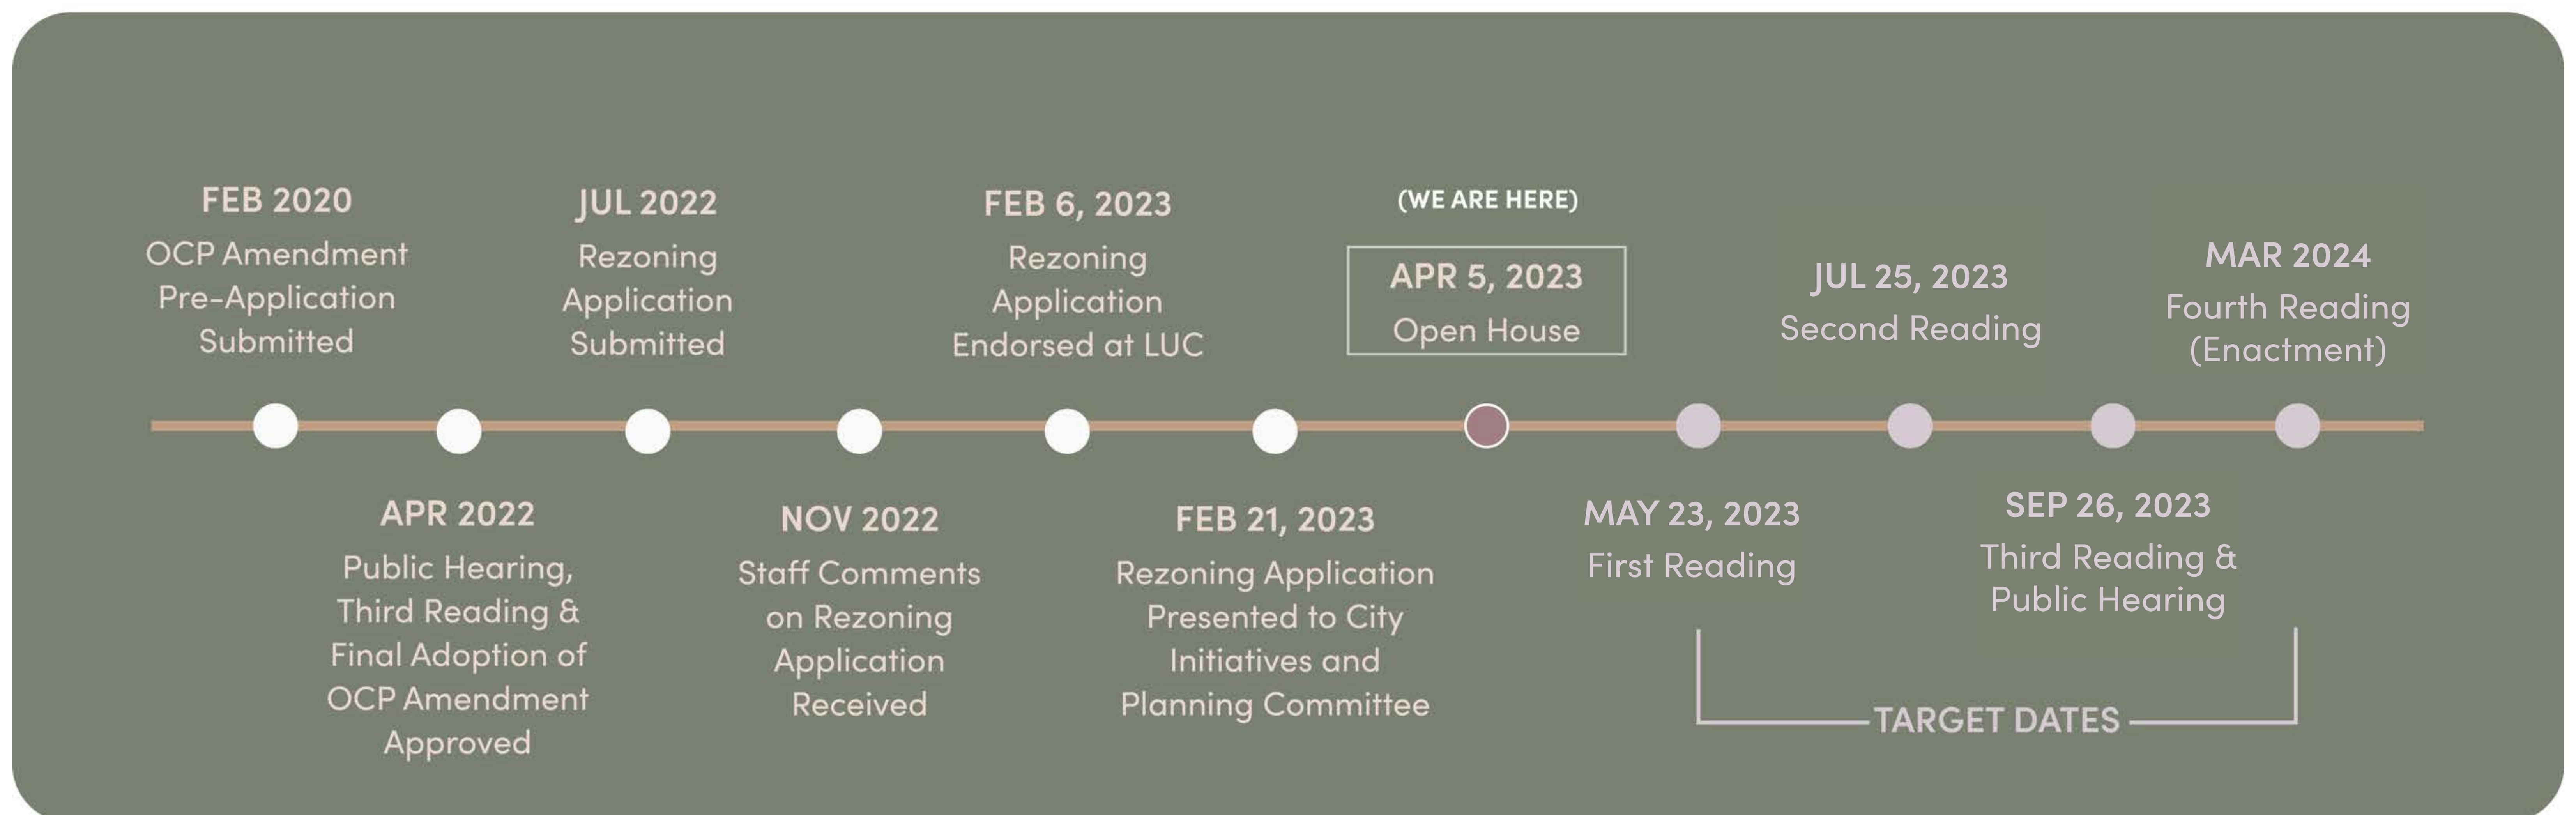 FEB 2020
OCP Amendment
Pre-Application
Submitted
APR 2022
Public Hearing,
Third Reading &
Final Adoption of
OCP Amendment
Approved
JUL 2022
Rezoning
Application
Submitted
NOV 2022
Staff Comments
on Rezoning
Application
Received
FEB 6, 2023
Rezoning
Application
Endorsed at LUC
FEB 21, 2023
Rezoning Application
Presented to City
Initiatives and
Planning Committee
(WE ARE HERE)
APR 5, 2023
Open House
MAY 23, 2023
First Reading
JUL 25, 2023
Second Reading
SEP 26, 2023
Third Reading &
Public Hearing
MAR 2024
Fourth Reading
(Enactment)
TARGET DATES